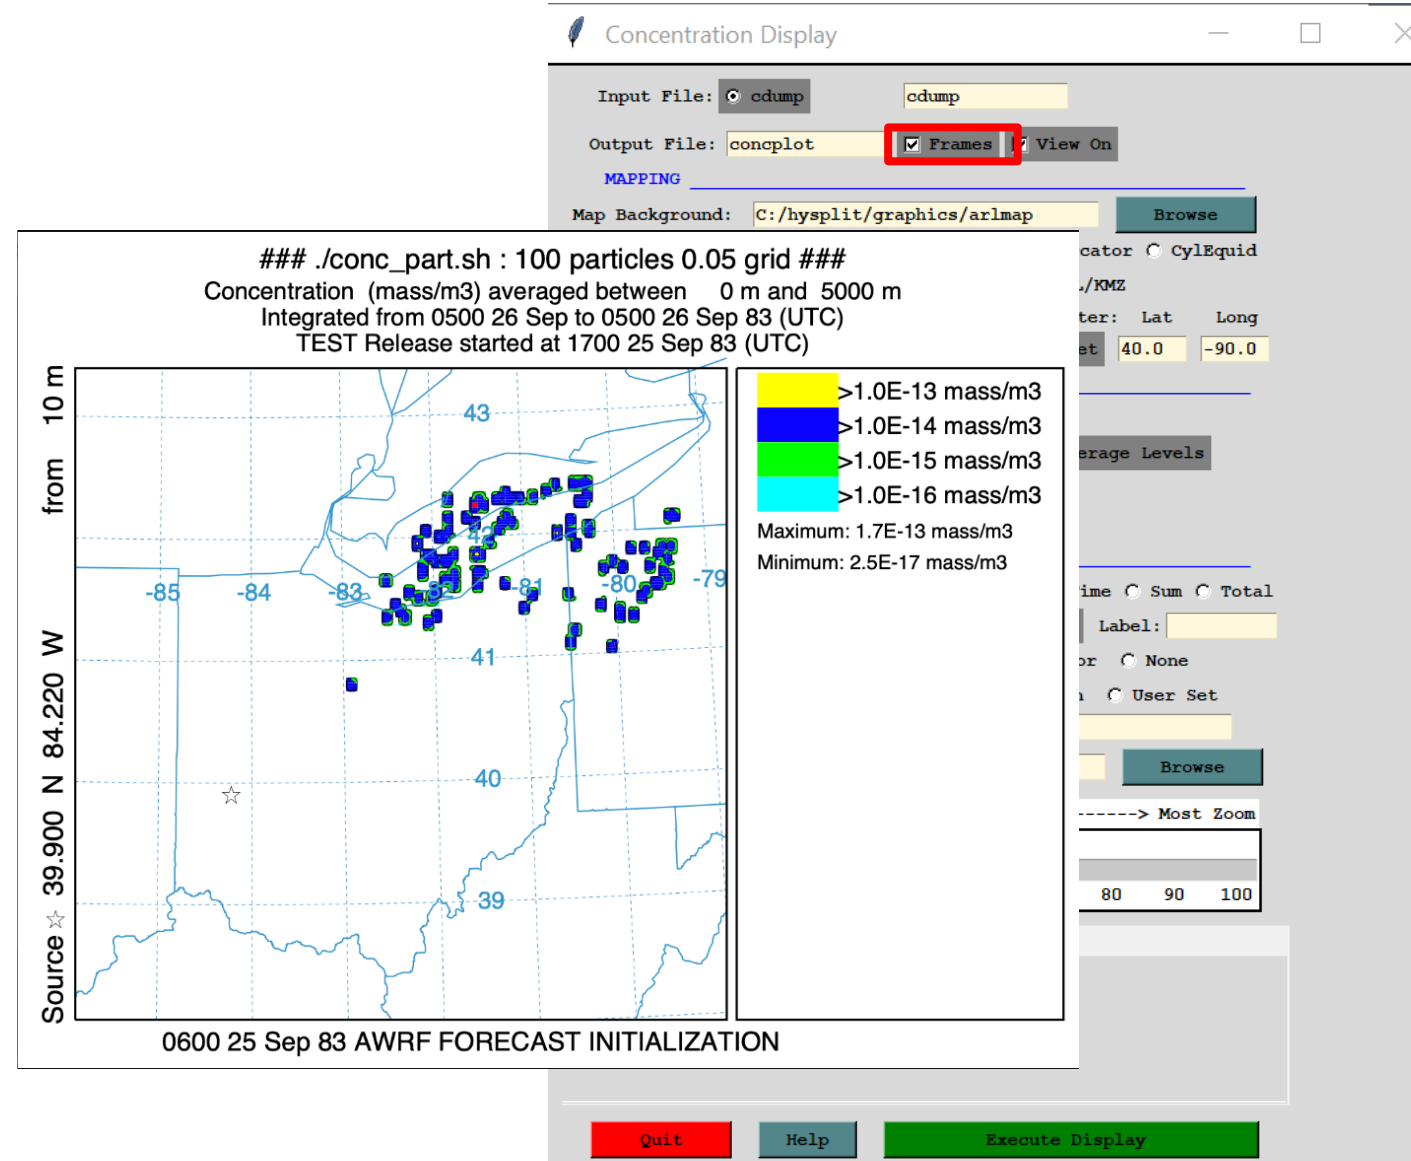 Concentration Display
Input File: cdump cdump
Output File: concplot Frames View On
MAPPING
Map Background: C:/hysplit/graphics/arlmap Browse
cator CylEquid
L/KMZ
ter: Lat Long
et 40.0 -90.0
erage Levels
ime Sum Total
Label:
or None
User Set
Browse
------> Most Zoom
80 90 100
Quit Help Execute Display
### ./conc_part.sh : 100 particles 0.05 grid ###
Concentration (mass/m3) averaged between 0 m and 5000 m
Integrated from 0500 26 Sep to 0500 26 Sep 83 (UTC)
TEST Release started at 1700 25 Sep 83 (UTC)
Source ☆ 39.900 N 84.220 W from 10 m
43
42
-85 -84 -83 -82 -81 -80 -79
41
40
39
>1.0E-13 mass/m3
>1.0E-14 mass/m3
>1.0E-15 mass/m3
>1.0E-16 mass/m3
Maximum: 1.7E-13 mass/m3
Minimum: 2.5E-17 mass/m3
0600 25 Sep 83 AWRF FORECAST INITIALIZATION